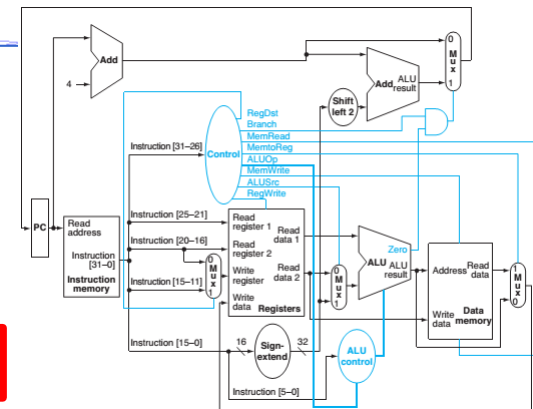 0
M
u
x
1
Add
4
Add ALU
result
Shift
left 2
RegDst
Branch
MemRead
MemtoReg
ALUOp
MemWrite
ALUSrc
RegWrite
Instruction [31–26]
Control
PC
Read
address
Instruction
[31–0]
Instruction
memory
Instruction [25–21]
Instruction [20–16]
Instruction [15–11]
0
M
u
x
1
Read
register 1
Read
data 1
Read
register 2
Write
register
Read
data 2
Write
data
Registers
0
M
u
x
1
Zero
ALU ALU
result
Address
Read
data
Write
data
Data
memory
1
M
u
x
0
Instruction [15–0]
16
Sign-
extend
32
ALU
control
Instruction [5–0]